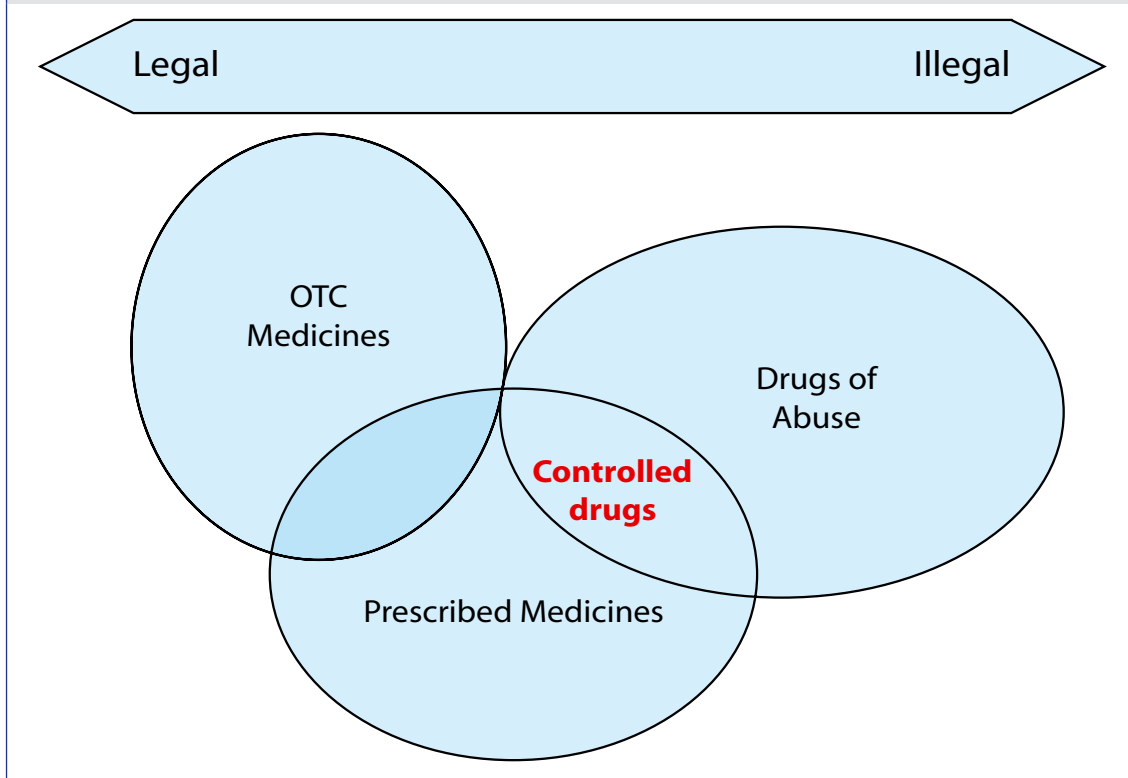 Legal
Illegal
OTC
Medicines
Drugs of
Abuse
Controlled
drugs
Prescribed Medicines